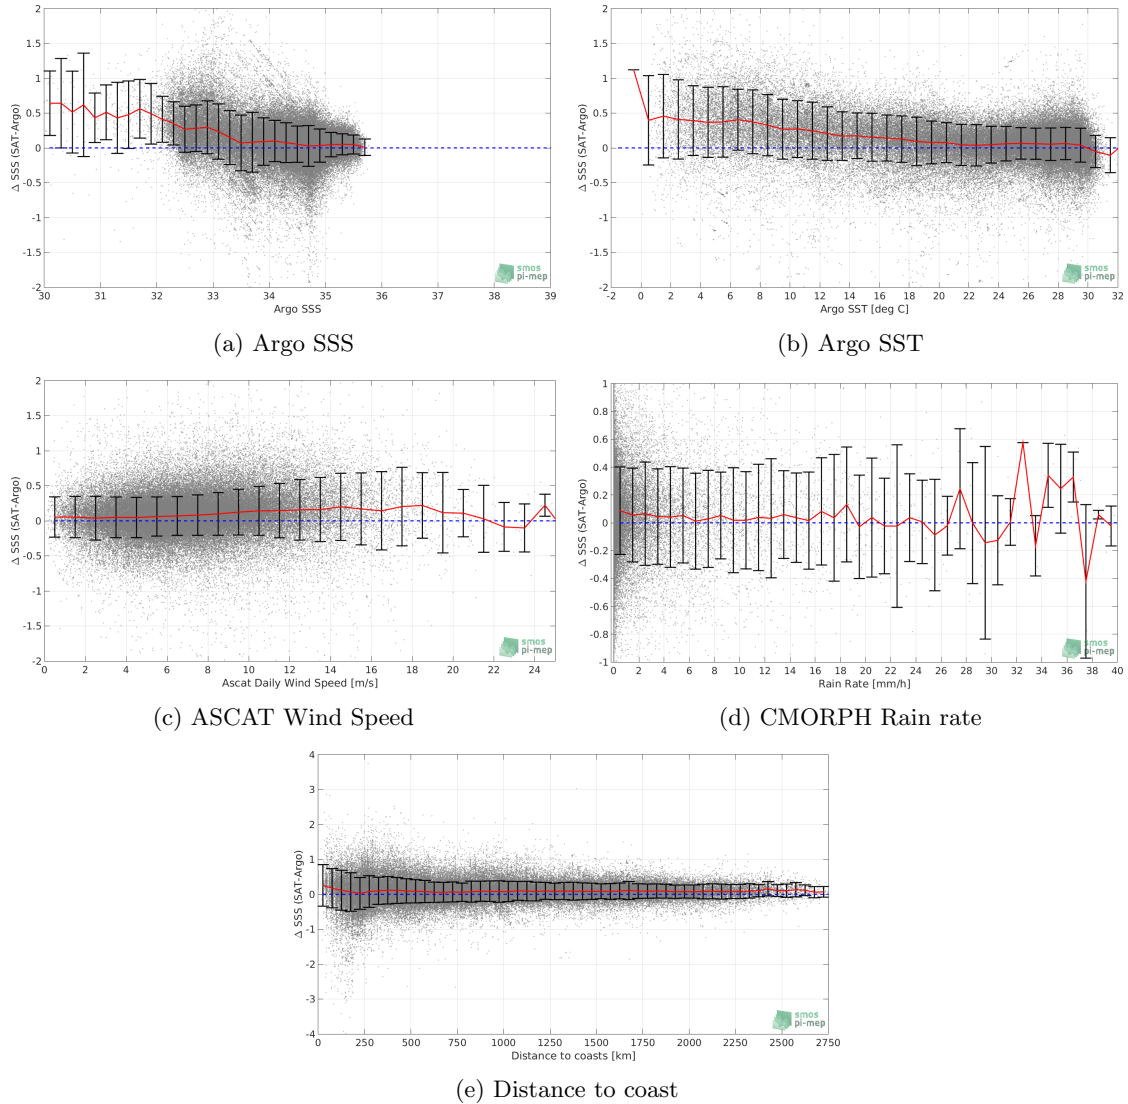 2
1.5
1
0.5
0
-0.5
-1
-1.5
-2
Δ SSS (SAT-Argo)
30 31 32 33 34 35 36 37 38 39
Argo SSS
smos
pi-mep
(a) Argo SSS
2
1.5
1
0.5
0
-0.5
-1
-1.5
-2
Δ SSS (SAT-Argo)
-2 0 2 4 6 8 10 12 14 16 18 20 22 24 26 28 30 32
Argo SST [deg C]
smos
pi-mep
(b) Argo SST
2
1.5
1
0.5
0
-0.5
-1
-1.5
-2
Δ SSS (SAT-Argo)
0 2 4 6 8 10 12 14 16 18 20 22 24
Ascat Daily Wind Speed [m/s]
smos
pi-mep
(c) ASCAT Wind Speed
1
0.8
0.6
0.4
0.2
0
-0.2
-0.4
-0.6
-0.8
-1
Δ SSS (SAT-Argo)
0 2 4 6 8 10 12 14 16 18 20 22 24 26 28 30 32 34 36 38 40
Rain Rate [mm/h]
smos
pi-mep
(d) CMORPH Rain rate
4
3
2
1
0
-1
-2
-3
-4
Δ SSS (SAT-Argo)
0 250 500 750 1000 1250 1500 1750 2000 2250 2500 2750
Distance to coasts [km]
smos
pi-mep
(e) Distance to coast